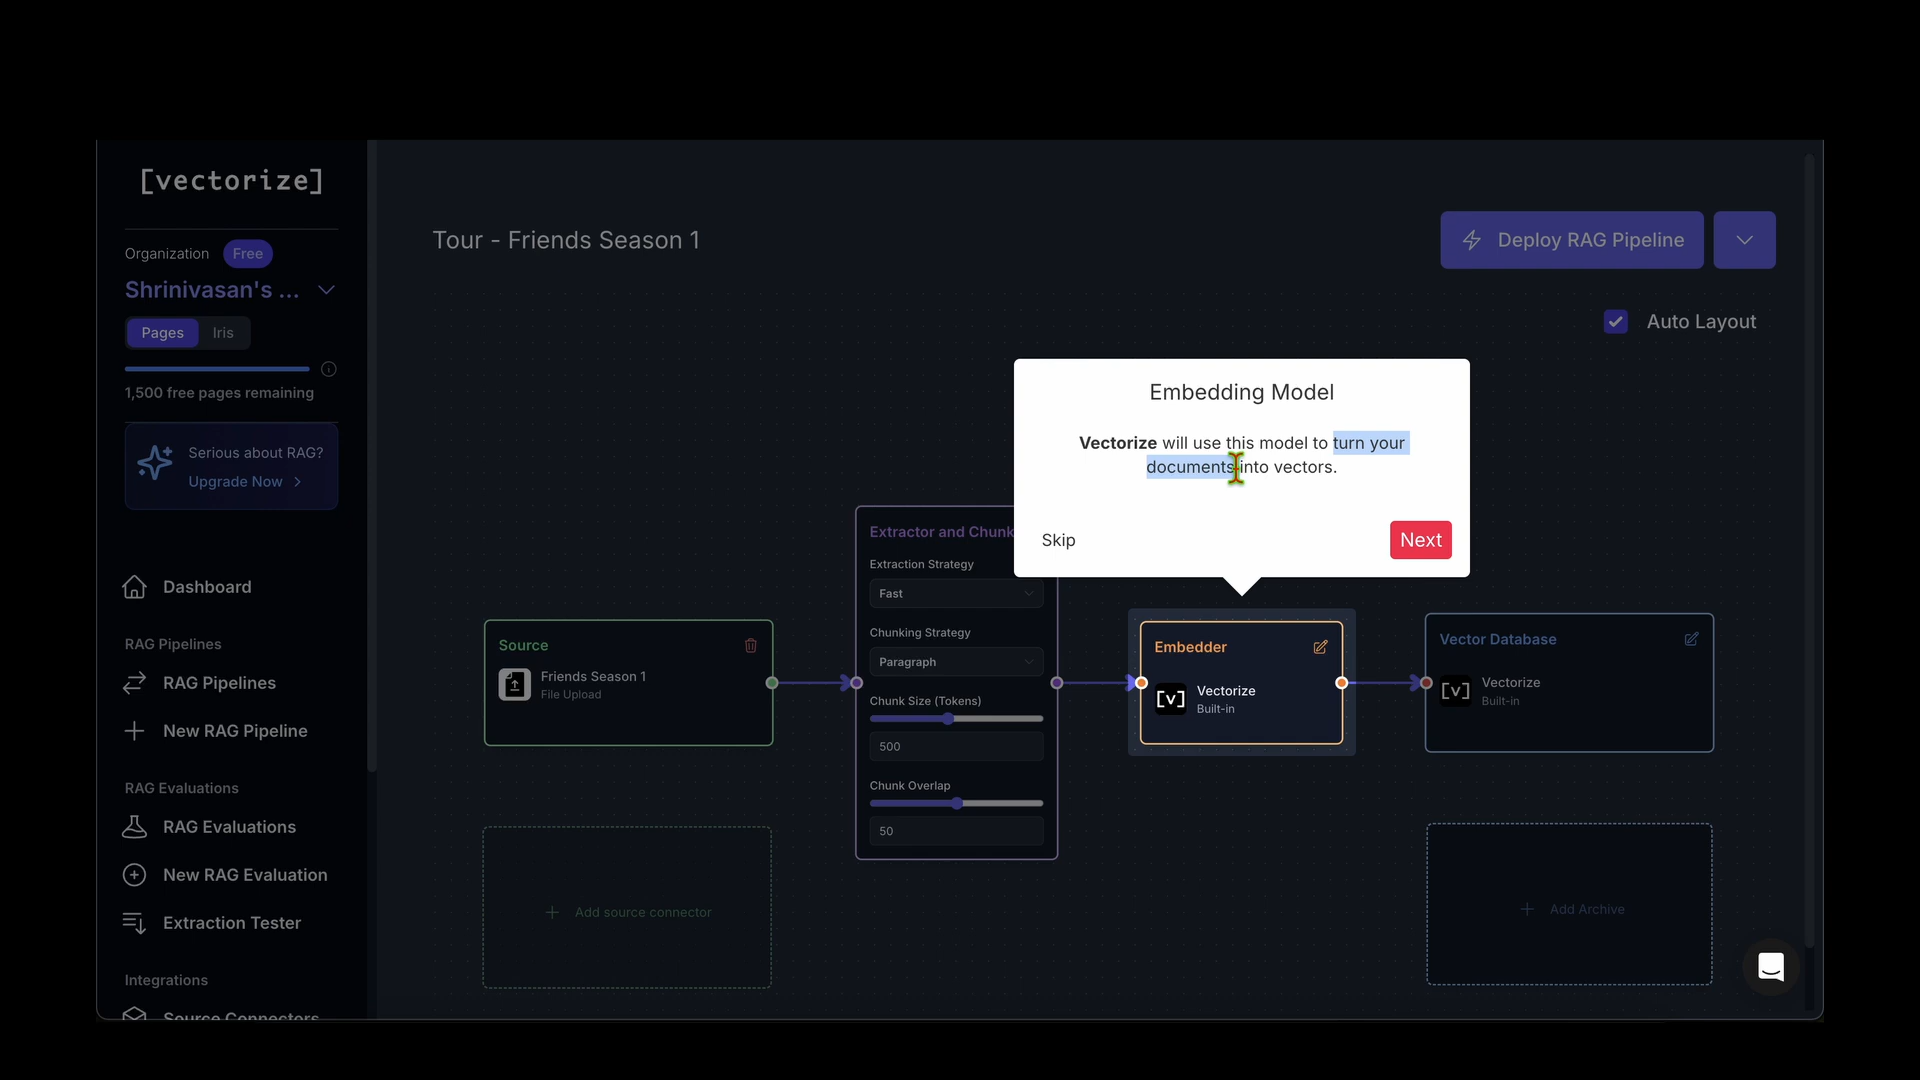 [vectorize]
Organization Free
Shrinivasan's ...
Pages Iris
1,500 free pages remaining
Serious about RAG?
Upgrade Now
Dashboard
RAG Pipelines
RAG Pipelines
New RAG Pipeline
RAG Evaluations
RAG Evaluations
New RAG Evaluation
Extraction Tester
Integrations
Source Connectors
Tour - Friends Season 1
Deploy RAG Pipeline
Auto Layout
Embedding Model
Vectorize will use this model to turn your
documents into vectors.
Skip
Next
Source
Friends Season 1
File Upload
Add source connector
Extractor and Chunk
Extraction Strategy
Fast
Chunking Strategy
Paragraph
Chunk Size (Tokens)
500
Chunk Overlap
50
Embedder
[v] Vectorize
Built-in
Vector Database
[v] Vectorize
Built-in
Add Archive